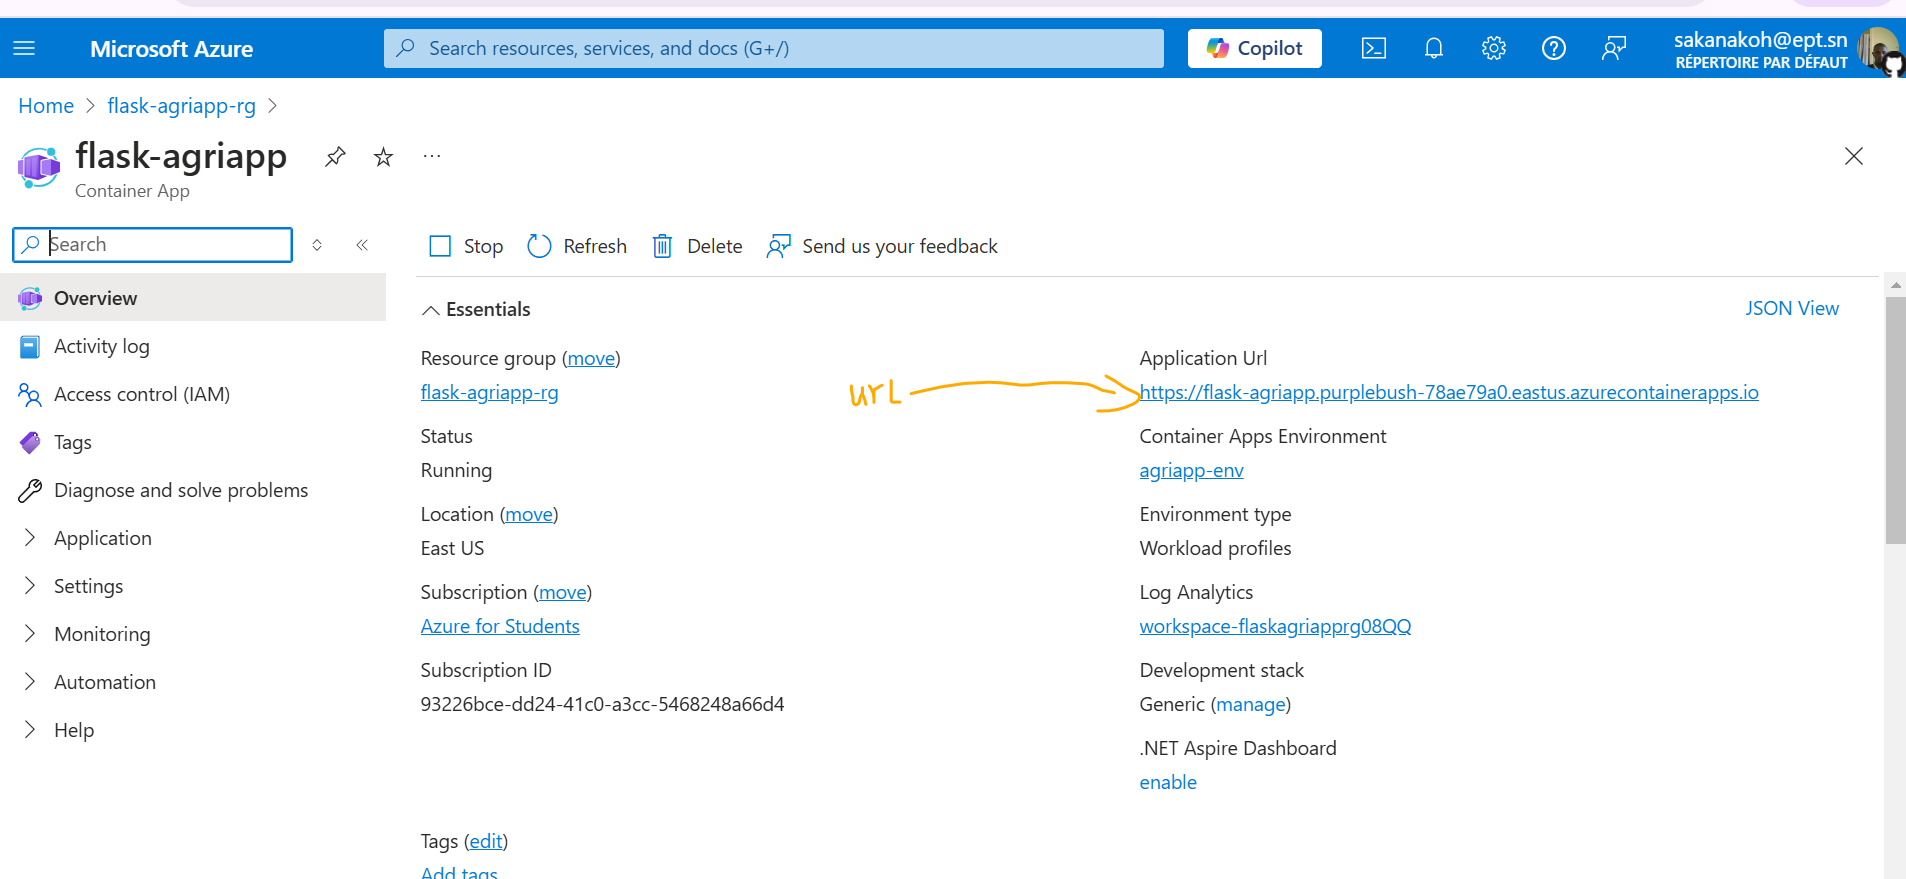 Microsoft Azure
Search resources, services, and docs (G+/)
Copilot
sakanakoh@ept.sn
RÉPERTOIRE PAR DÉFAUT
Home > flask-agriapp-rg >
flask-agriapp
Container App
Search
Stop
Refresh
Delete
Send us your feedback
Overview
Activity log
Access control (IAM)
Tags
Diagnose and solve problems
Application
Settings
Monitoring
Automation
Help
Essentials
JSON View
Resource group (move)
flask-agriapp-rg
Status
Running
Location (move)
East US
Subscription (move)
Azure for Students
Subscription ID
93226bce-dd24-41c0-a3cc-5468248a66d4
url
Application Url
https://flask-agriapp.purplebush-78ae79a0.eastus.azurecontainerapps.io
Container Apps Environment
agriapp-env
Environment type
Workload profiles
Log Analytics
workspace-flaskagriapprg08QQ
Development stack
Generic (manage)
.NET Aspire Dashboard
enable
Tags (edit)
Add tags